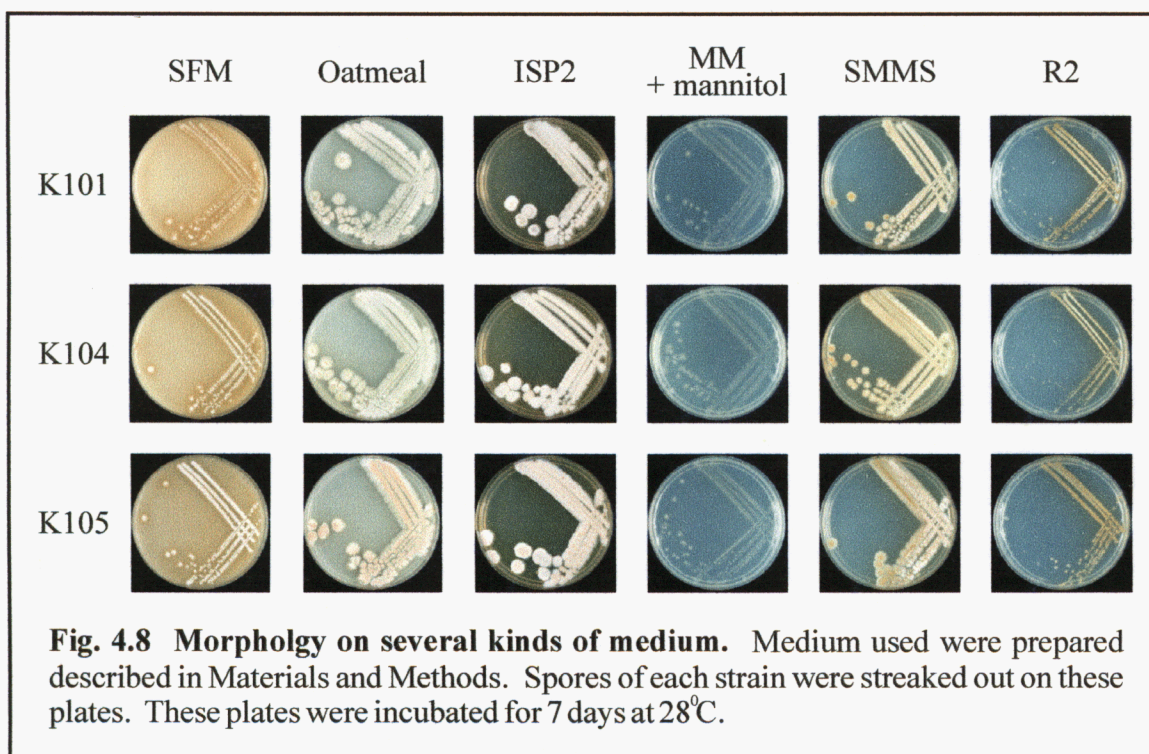 SFM Oatmeal ISP2 MM + mannitol SMMS R2
K101
K104
K105
Fig. 4.8 Morpholgy on several kinds of medium. Medium used were prepared
described in Materials and Methods. Spores of each strain were streaked out on these
plates. These plates were incubated for 7 days at 28⁰C.